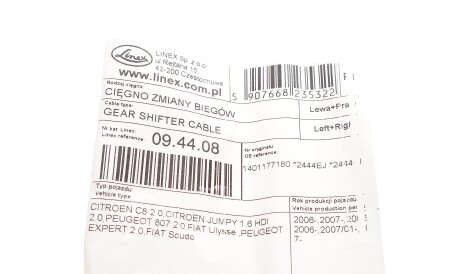 Linex
LINEX Sp. z o.o.
ul. Rejtana 15
42-200 Częstochowa
www.linex.com.pl
5 907668 235322
Rodzaj cięgna:
CIĘGNO ZMIANY BIEGÓW
Cable type:
GEAR SHIFTER CABLE
Lewa+Pra
Left+Righ
Nr kat. Linex:
Linex reference:
09.44.08
Nr oryginału:
OE reference:
1401177180 *2444EJ *2444
Typ pojazdu:
Vehicle type:
CITROEN C8 2.0,CITROEN JUMPY 1.6 HDI
2.0,PEUGEOT 807 2.0,FIAT Ulysse ,PEUGEOT
EXPERT 2.0,FIAT Scudo
Rok produkcji pojazdu
Vehicle production
2006-,2007-,
2006-,2007/01-,
7-